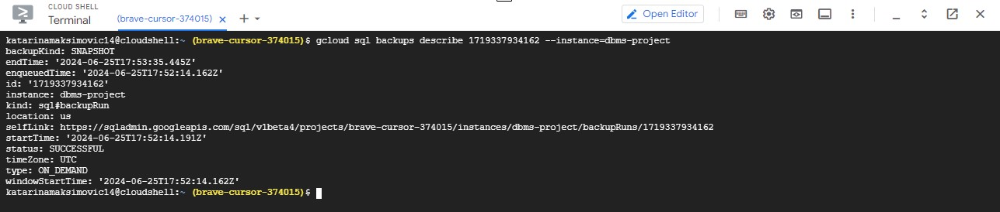 CLOUD SHELL
Terminal
(brave-cursor-374015)
Open Editor
katarinamaksimovic14@cloudshell:~ (brave-cursor-374015)$ gcloud sql backups describe 1719337934162 --instance=dbms-project
backupKind: SNAPSHOT
endTime: '2024-06-25T17:53:35.445Z'
enqueuedTime: '2024-06-25T17:52:14.162Z'
id: '1719337934162'
instance: dbms-project
kind: sql#backupRun
location: us
selfLink: https://sqladmin.googleapis.com/sql/v1beta4/projects/brave-cursor-374015/instances/dbms-project/backupRuns/1719337934162
startTime: '2024-06-25T17:52:14.191Z'
status: SUCCESSFUL
timeZone: UTC
type: ON_DEMAND
windowStartTime: '2024-06-25T17:52:14.162Z'
katarinamaksimovic14@cloudshell:~ (brave-cursor-374015)$